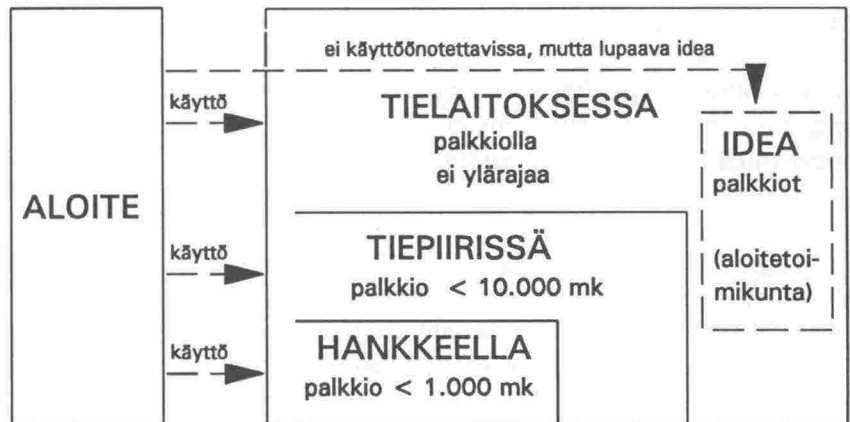 ei käyttöönotettavissa, mutta lupaava idea
käyttö
TIELAITOKSESSA
palkkiolla
ei ylärajaa
IDEA
palkkiot
(aloitetoi-
mikunta)
ALOITE
käyttö
TIEPIIRISSÄ
palkkio < 10.000 mk
käyttö
HANKKEELLA
palkkio < 1.000 mk